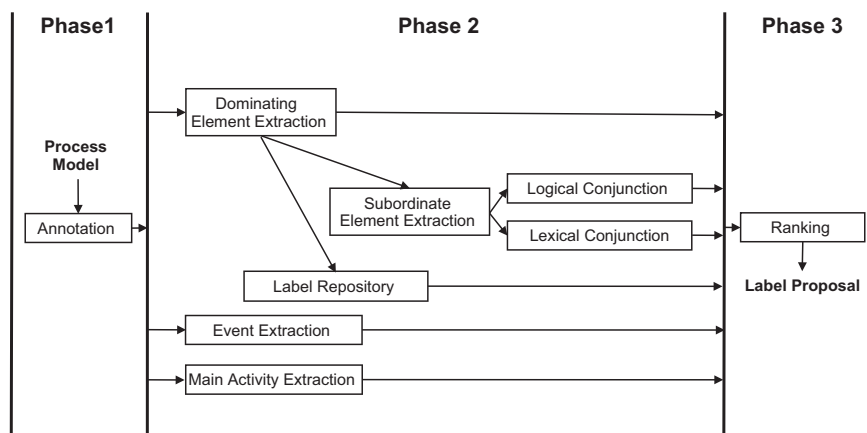 Phase1
Phase 2
Phase 3
Dominating
Element Extraction
Process
Model
Subordinate
Element Extraction
Logical Conjunction
Annotation
Lexical Conjunction
Ranking
Label Repository
Label Proposal
Event Extraction
Main Activity Extraction